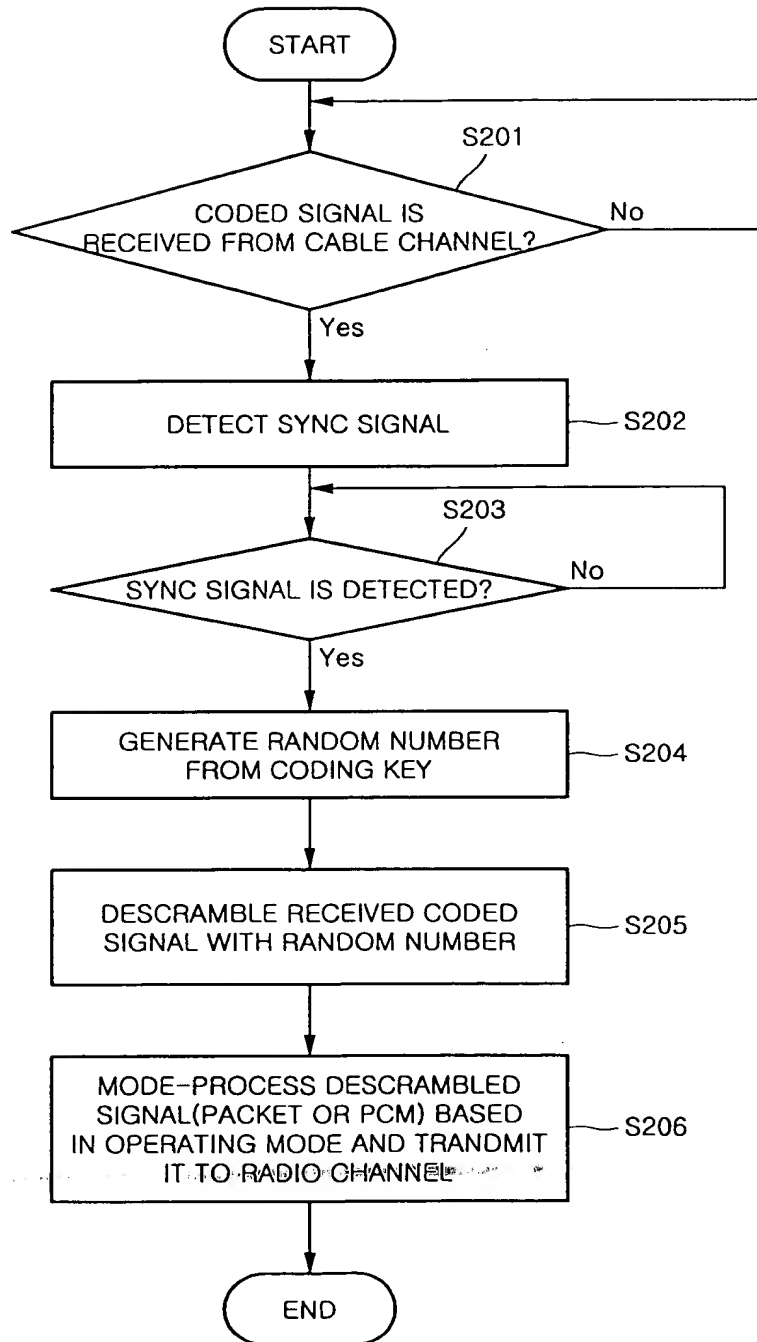 START
S201
CODED SIGNAL IS
RECEIVED FROM CABLE CHANNEL?
No
Yes
DETECT SYNC SIGNAL
S202
S203
SYNC SIGNAL IS DETECTED?
No
Yes
GENERATE RANDOM NUMBER
FROM CODING KEY
S204
DESCRAMBLE RECEIVED CODED
SIGNAL WITH RANDOM NUMBER
S205
MODE-PROCESS DESCRAMBLED
SIGNAL(PACKET OR PCM) BASED
IN OPERATING MODE AND TRANDMIT
IT TO RADIO CHANNEL
S206
END